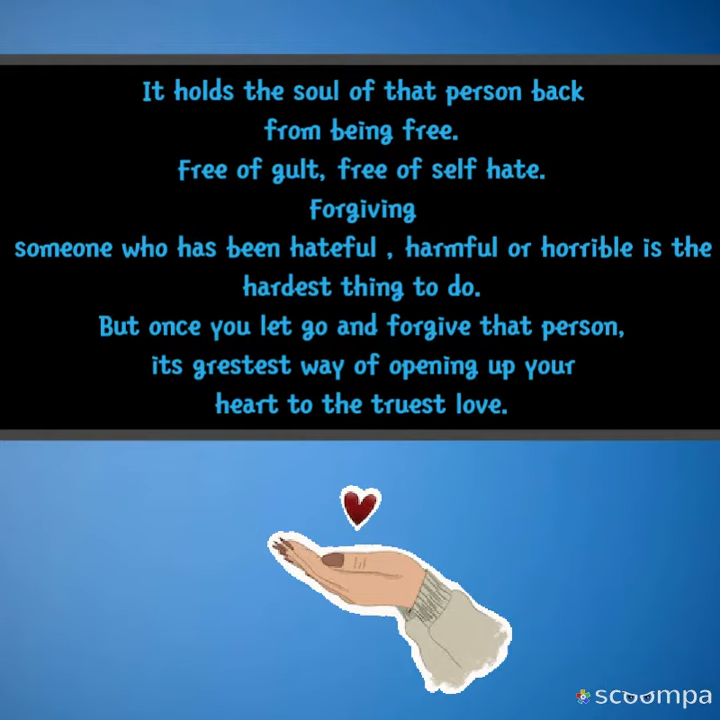 It holds the soul of that person back
from being free.
Free of gult, free of self hate.
Forgiving
someone who has been hateful , harmful or horrible is the
hardest thing to do.
But once you let go and forgive that person,
its grestest way of opening up your
heart to the truest love.
scoompa